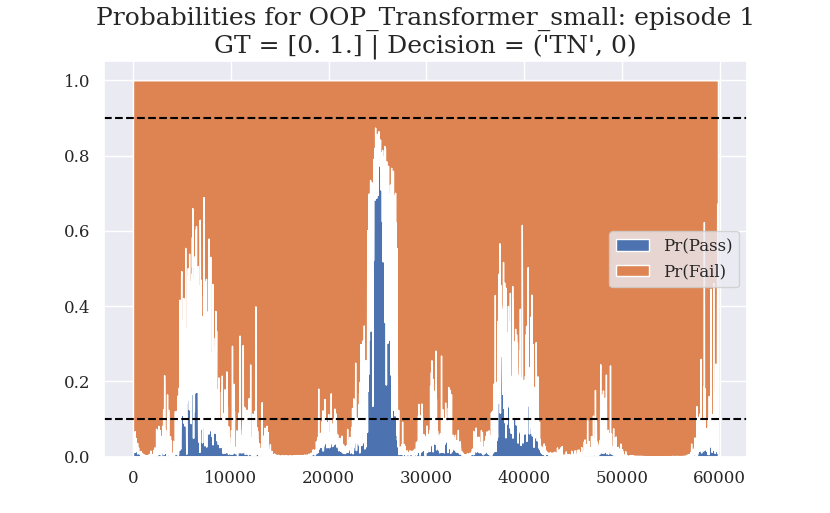 Probabilities for OOP_Transformer_small: episode 1
GT = [0. 1.] | Decision = ('TN', 0)
1.0
0.8
0.6
0.4
0.2
0.0
Pr(Pass)
Pr(Fail)
0 10000 20000 30000 40000 50000 60000